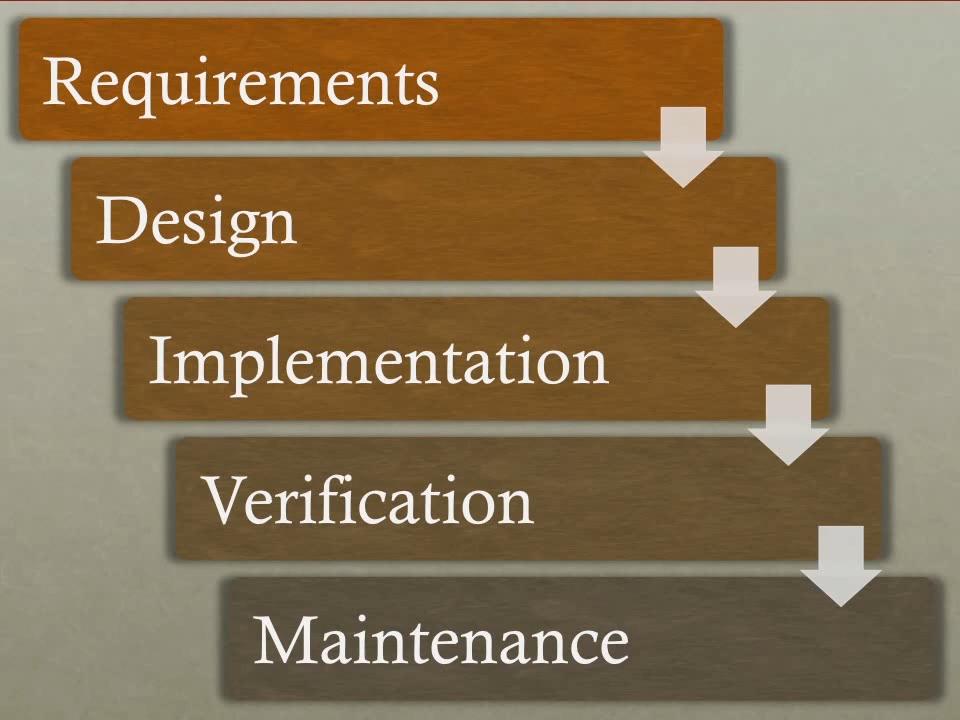 Requirements
Design
Implementation
Verification
Maintenance